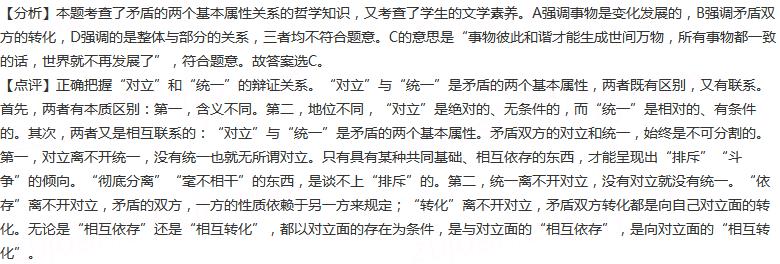 【分析】本题考查了矛盾的两个基本属性关系的哲学知识，又考查了学生的文学素养。A强调事物是变化发展的，B强调矛盾双
方的转化，D强调的是整体与部分的关系，三者均不符合题意。C的意思是“事物彼此和谐才能生成世间万物，所有事物都一致
的话，世界就不再发展了”，符合题意。故答案选C。
【点评】正确把握“对立”和“统一”的辩证关系。“对立”与“统一”是矛盾的两个基本属性，两者既有区别，又有联系。
首先，两者有本质区别：第一，含义不同。第二，地位不同，“对立”是绝对的、无条件的，而“统一”是相对的、有条件
的。其次，两者又是相互联系的：“对立”与“统一”是矛盾的两个基本属性。矛盾双方的对立和统一，始终是不可分割的。
第一，对立离不开统一，没有统一也就无所谓对立。只有具有某种共同基础、相互依存的东西，才能呈现出“排斥”“斗
争”的倾向。“彻底分离”“毫不相干”的东西，是谈不上“排斥”的。第二，统一离不开对立，没有对立就没有统一。“依
存”离不开对立，矛盾的双方，一方的性质依赖于另一方来规定；“转化”离不开对立，矛盾双方转化都是向自己对立面的转
化。无论是“相互依存”还是“相互转化”，都以对立面的存在为条件，是与对立面的“相互依存”，是向对立面的“相互转
化”。